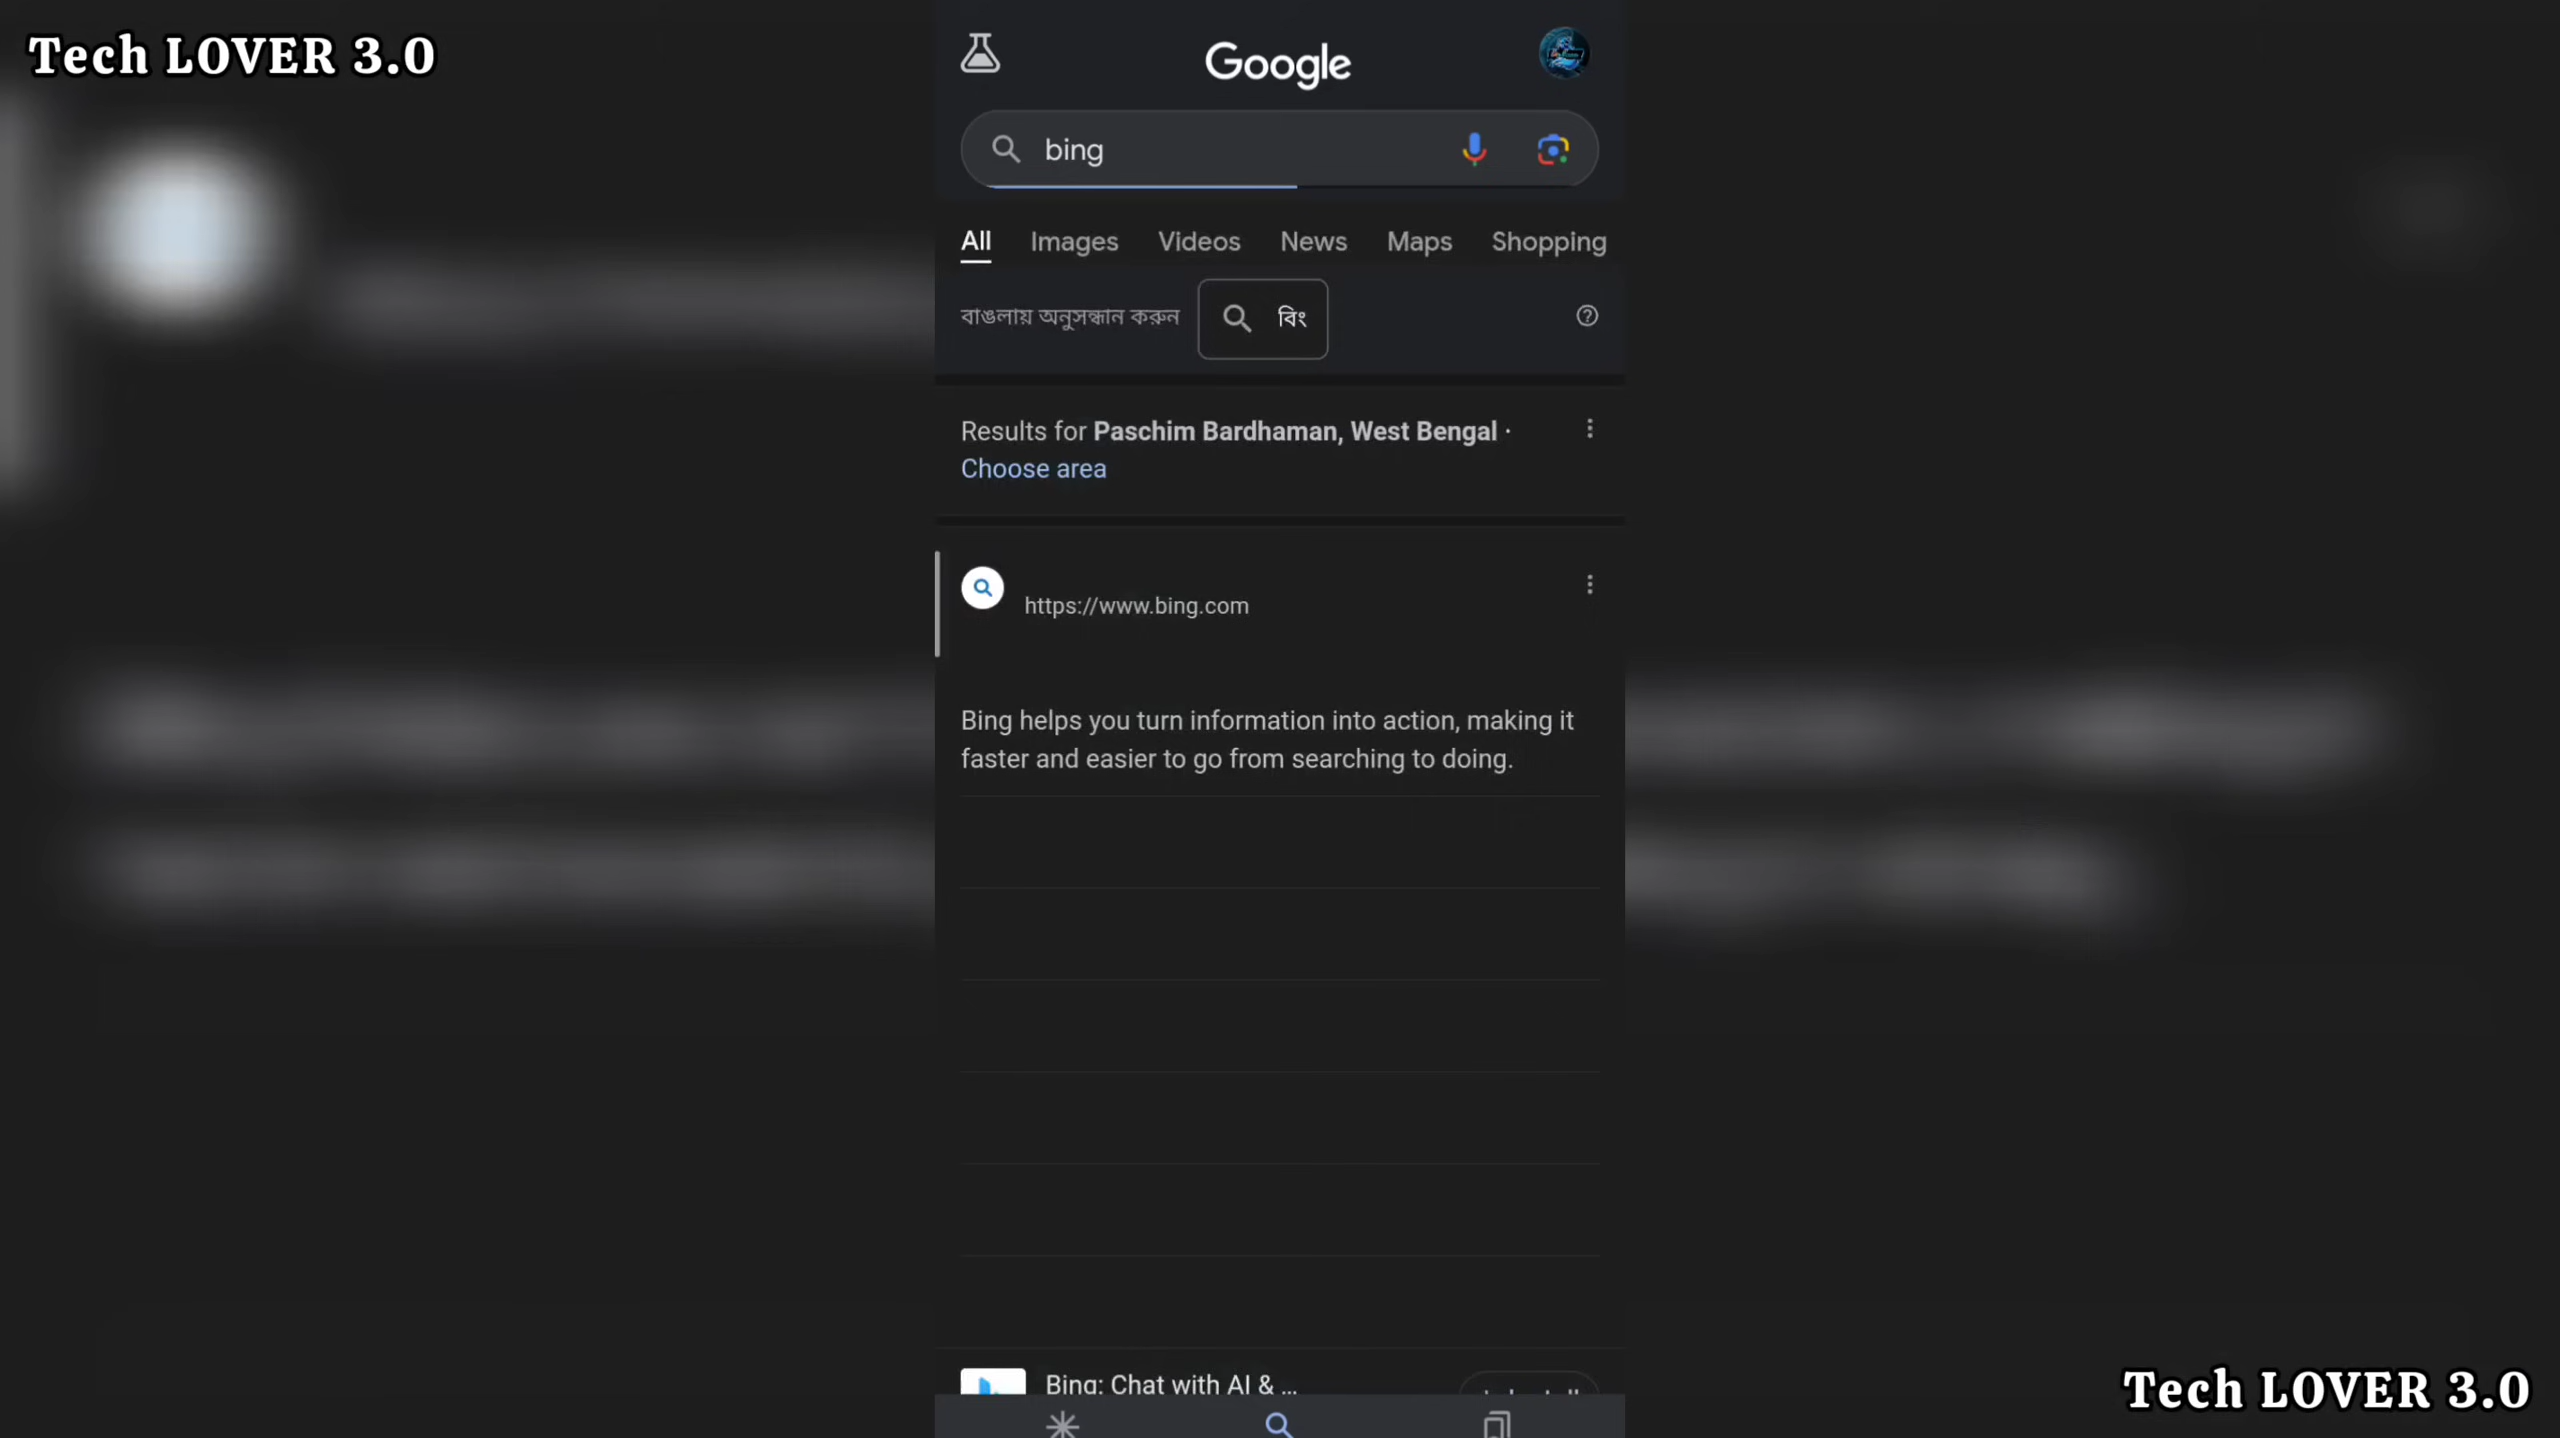 Tech LOVER 3.0
Google
bing
All Images Videos News Maps Shopping
বাঙলায় অনুসন্ধান করুন বিং
Results for Paschim Bardhaman, West Bengal ·
Choose area
https://www.bing.com
Bing helps you turn information into action, making it
faster and easier to go from searching to doing.
Bing: Chat with AI & ...
Tech LOVER 3.0